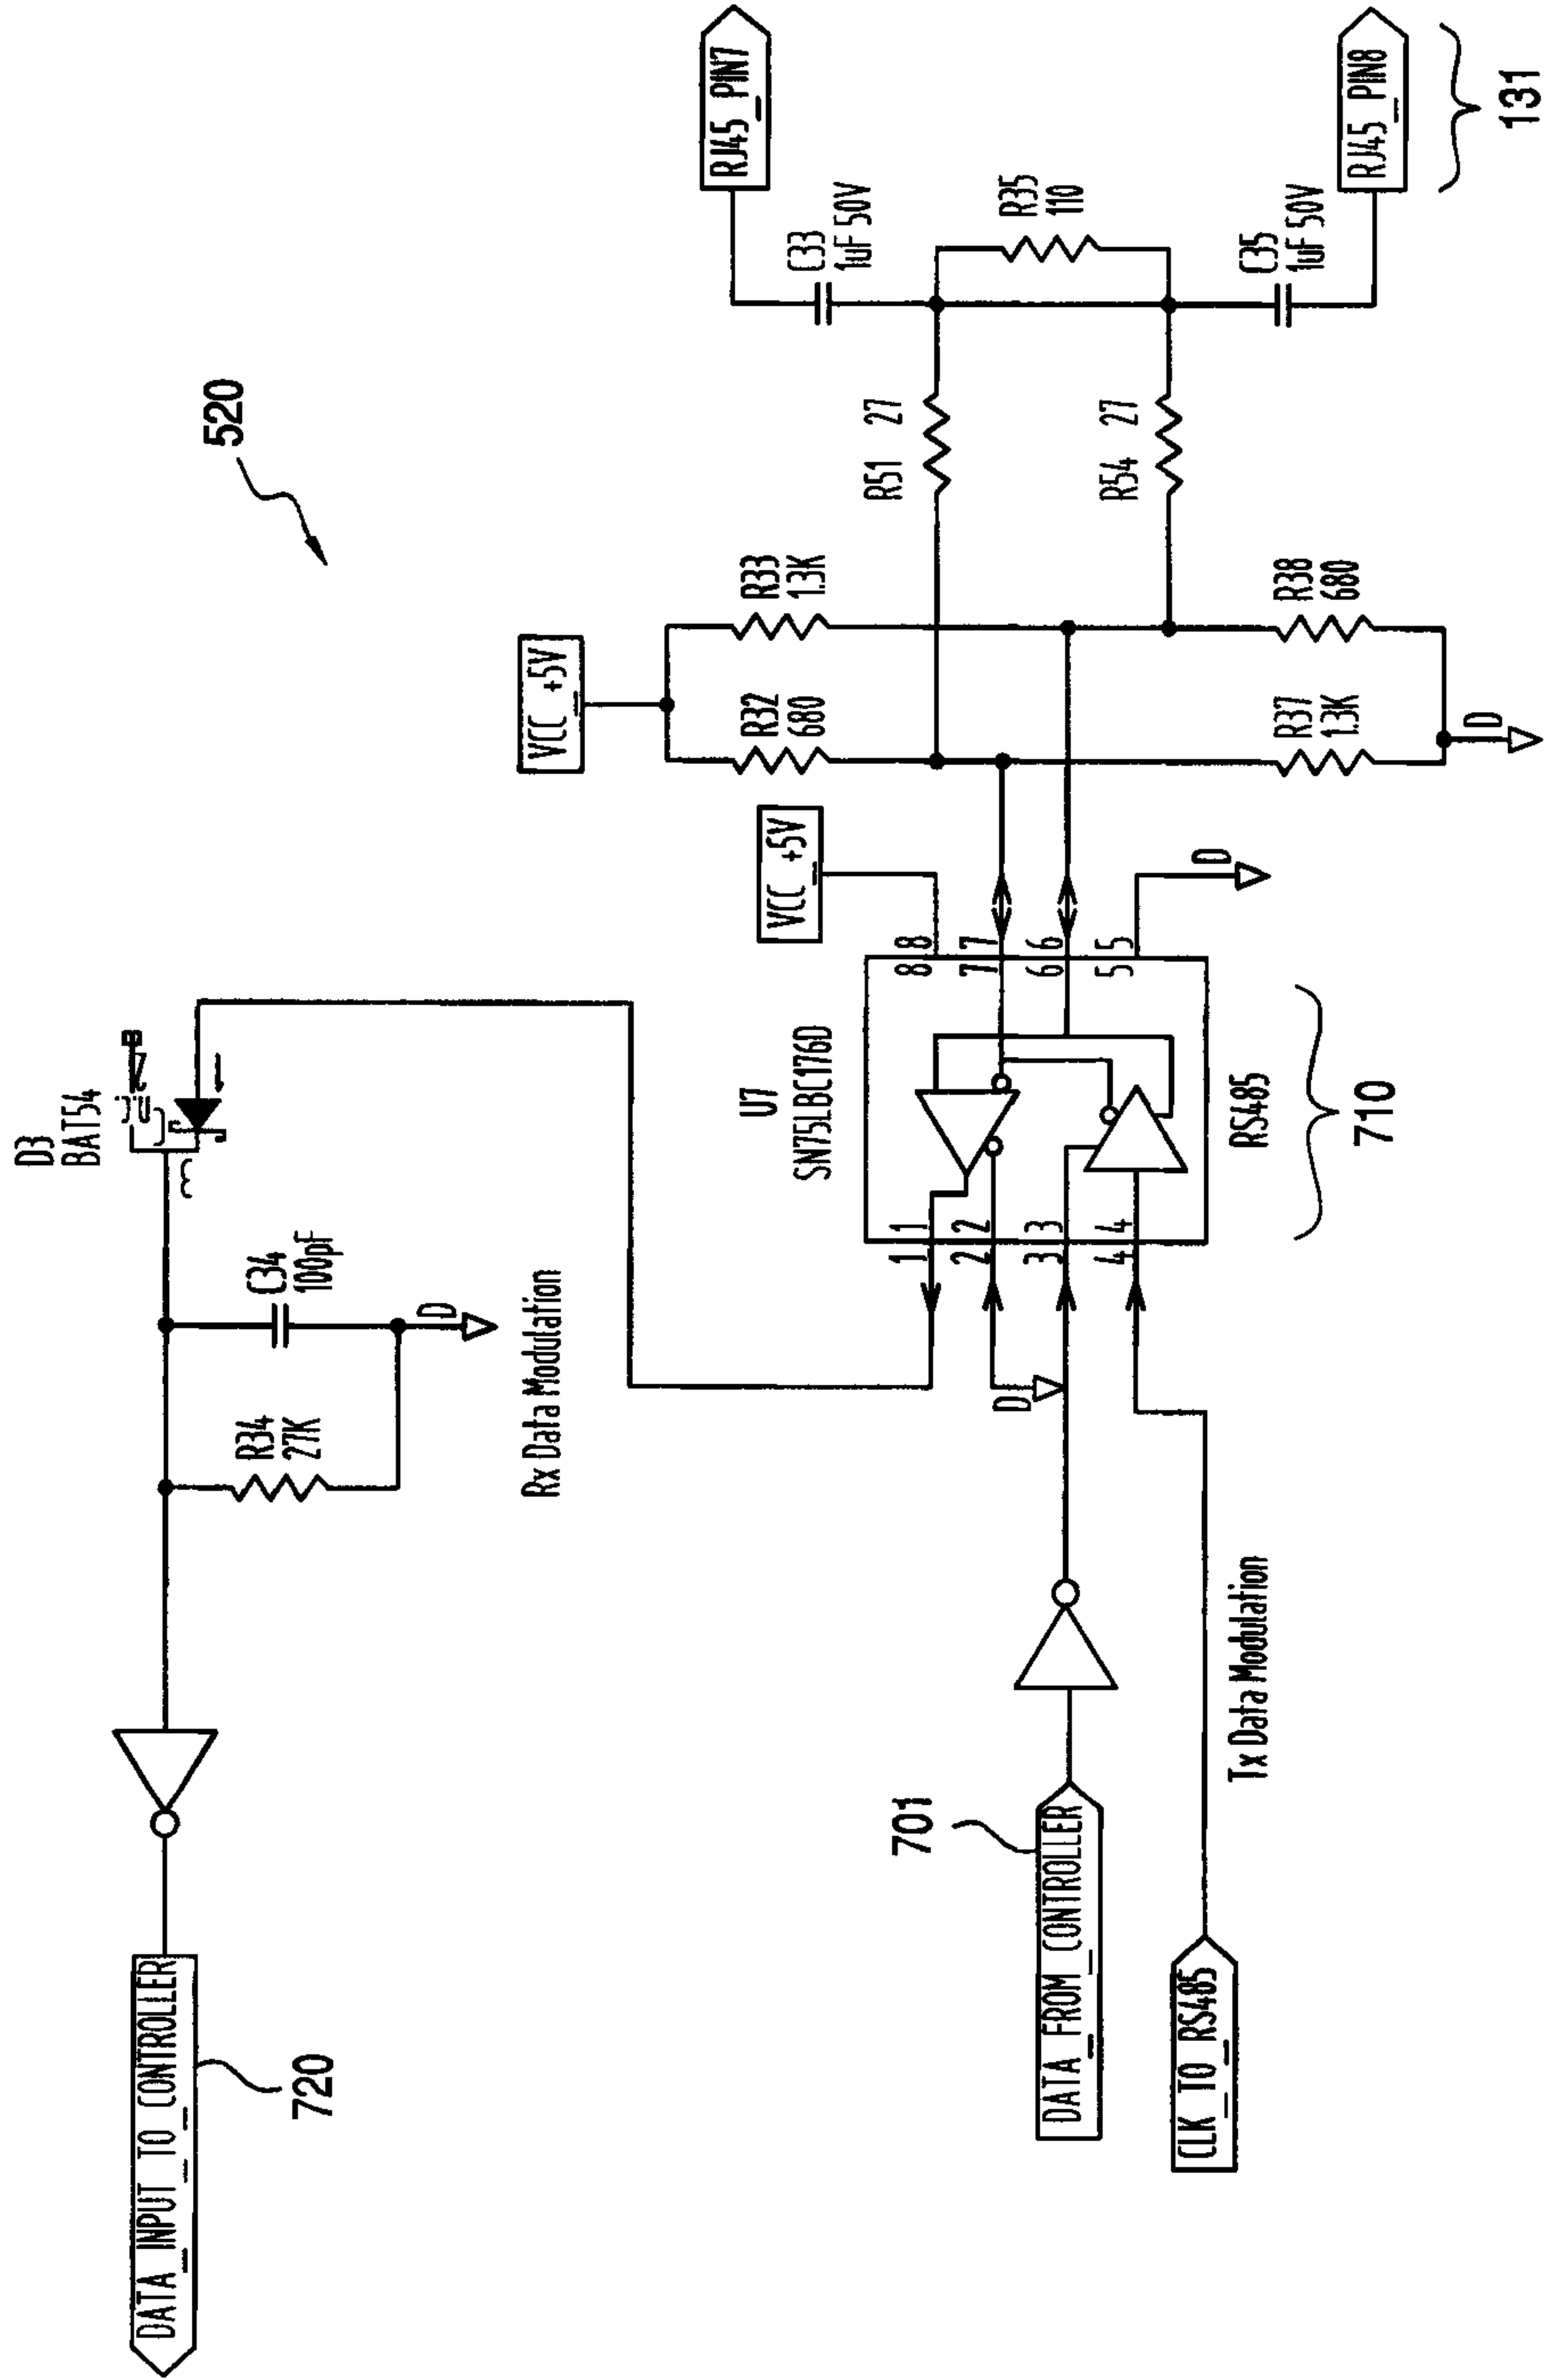 520
D3
BAT54
n.c.
3
DATA_INPUT_TO_CONTROLLER
720
R34
27K
C34
100pF
D
Rx Data Modulation
VCC_+5V
VCC_+5V
R32
680
R33
1.3K
R51 27
R54 27
C33
1uF 50V
RJ45_PIN7
R35
110
C35
1uF 50V
RJ45_PIN8
131
R37
1.3K
R38
680
D
U7
SN75LBC176D
1 1
2 2
3 3
4 4
8 8
7 7
6 6
5 5
D
D
RS485
710
701
DATA_FROM_CONTROLLER
CLK_TO_RS485
Tx Data Modulation